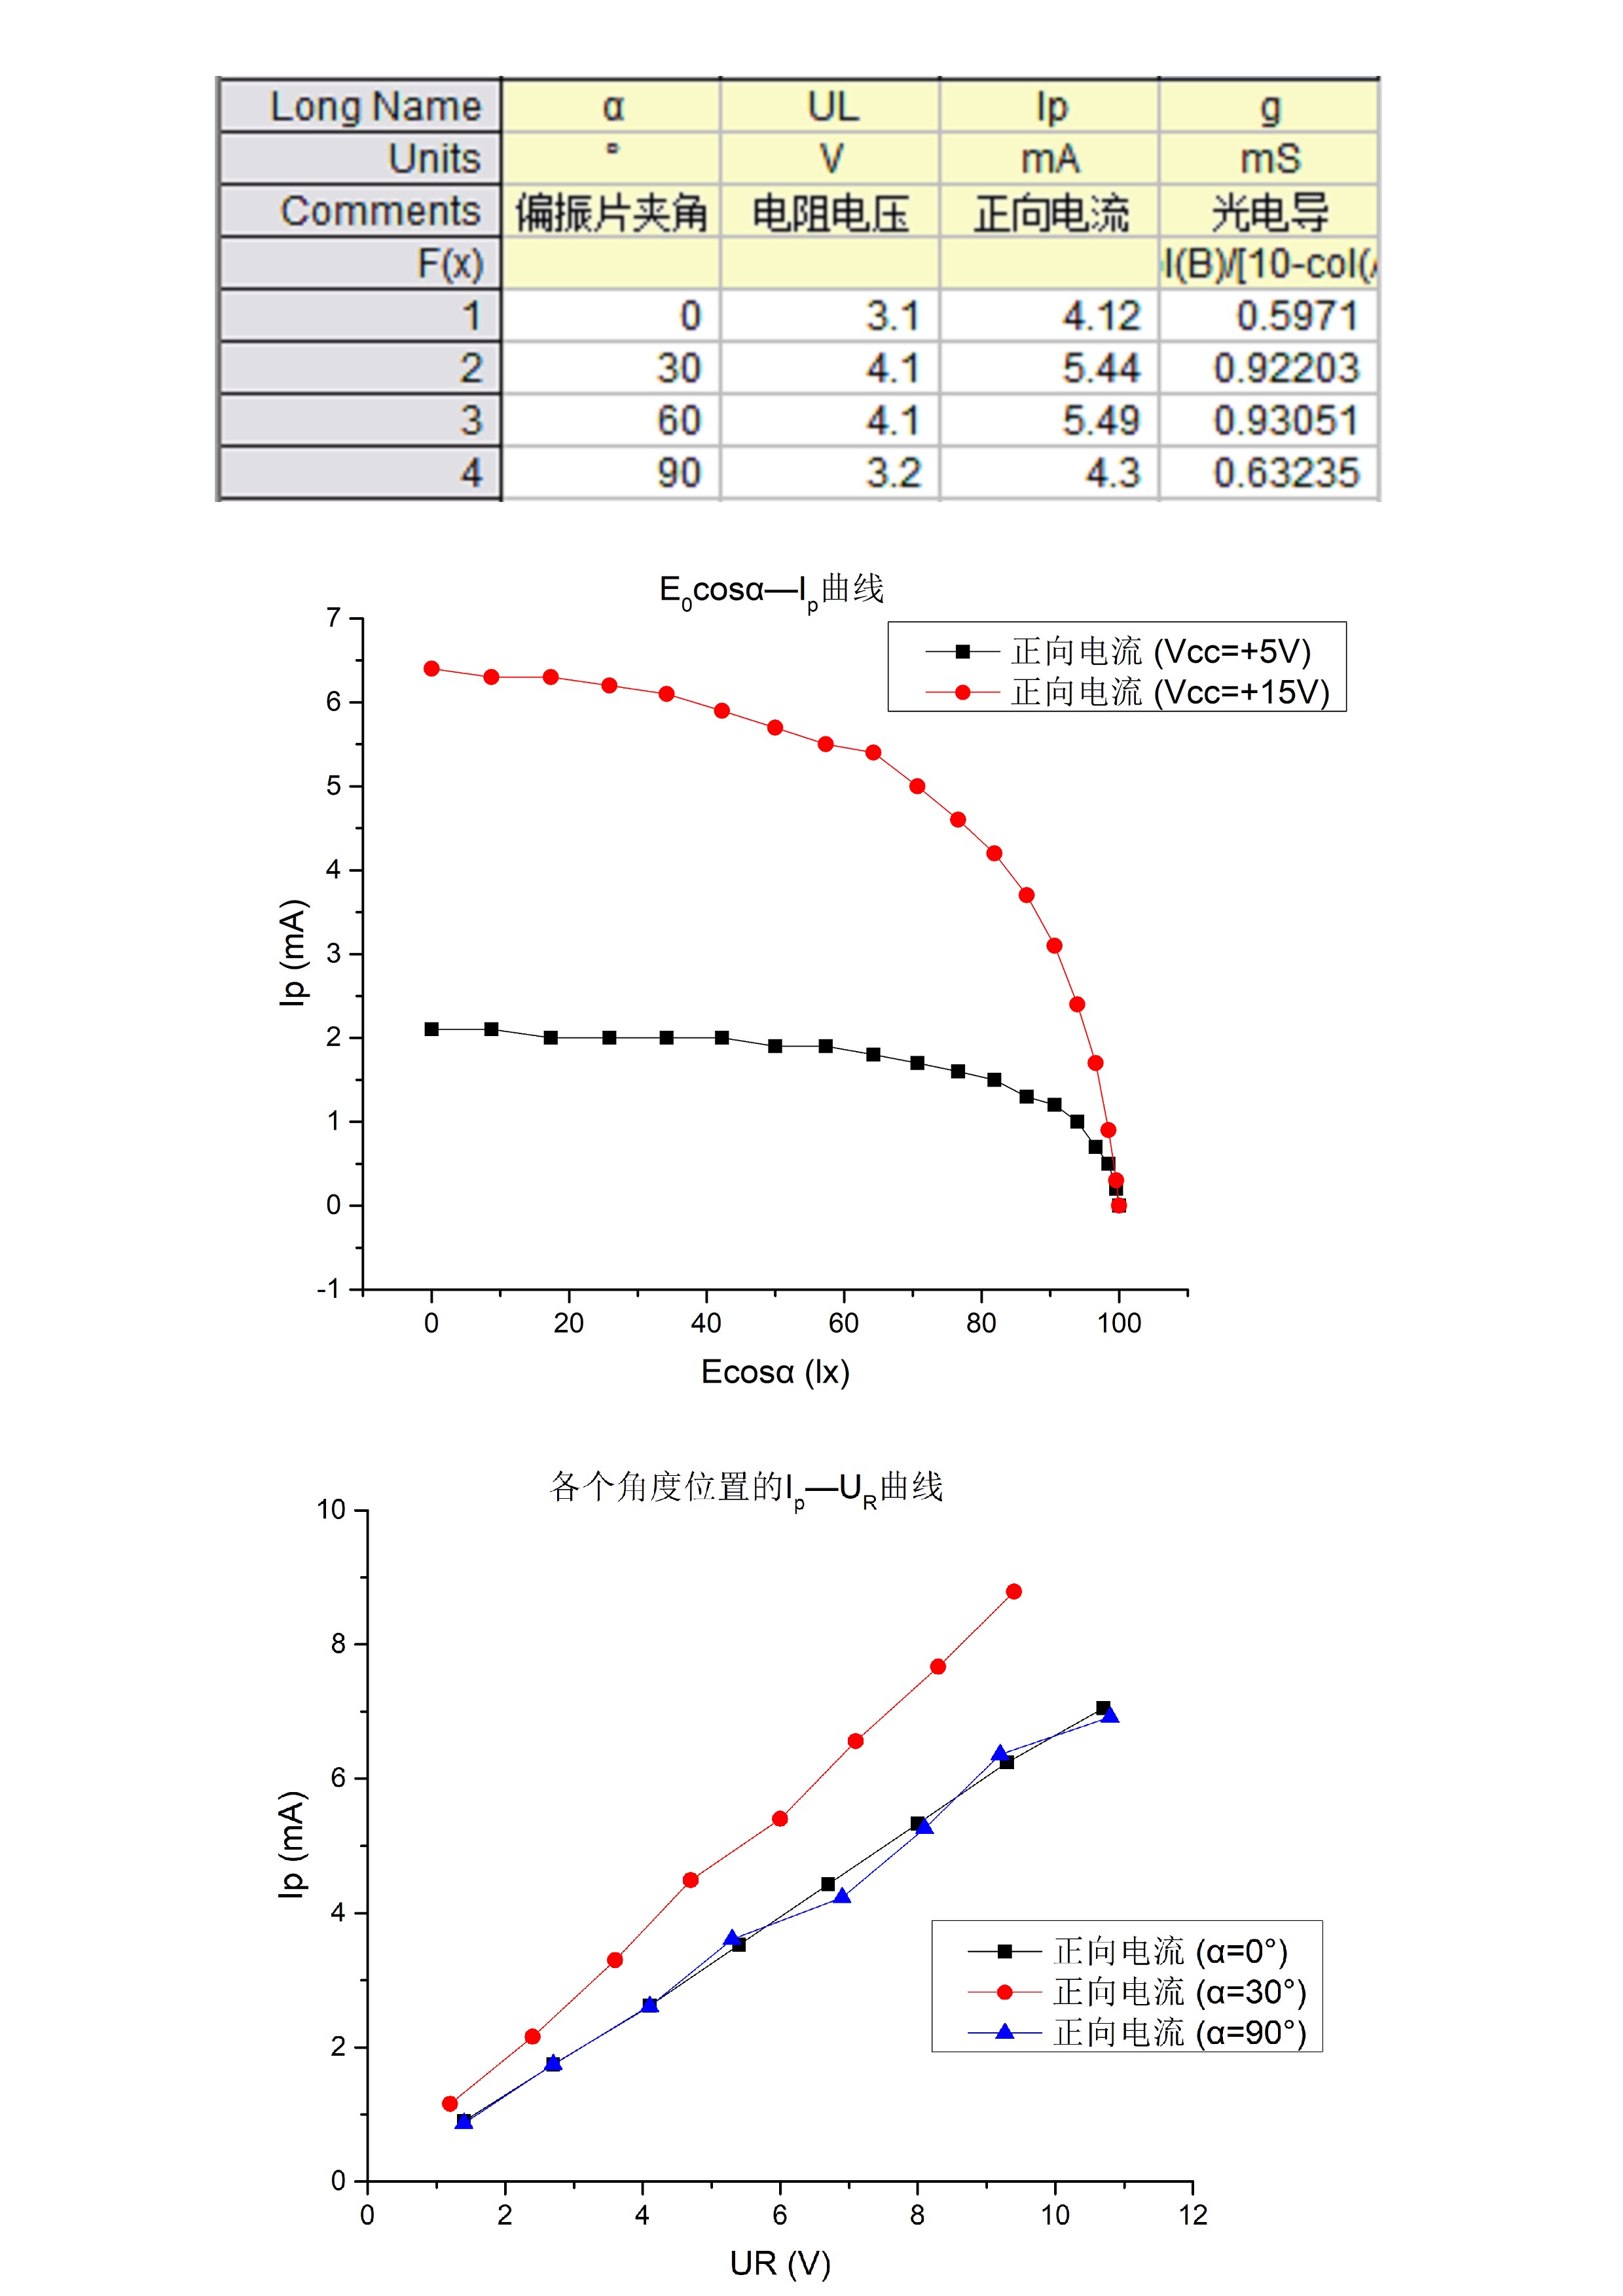 Long Name α UL Ip g
Units ° V mA mS
Comments 偏振片夹角 电阻电压 正向电流 光电导
F(x) l(B)/[10-col(
1 0 3.1 4.12 0.5971
2 30 4.1 5.44 0.92203
3 60 4.1 5.49 0.93051
4 90 3.2 4.3 0.63235
E0cosα—Ip曲线
正向电流 (Vcc=+5V)
正向电流 (Vcc=+15V)
7
6
5
4
3
2
1
0
-1
Ip (mA)
0 20 40 60 80 100
Ecosα (lx)
各个角度位置的Ip—UR曲线
10
8
6
4
2
0
Ip (mA)
正向电流 (α=0°)
正向电流 (α=30°)
正向电流 (α=90°)
0 2 4 6 8 10 12
UR (V)